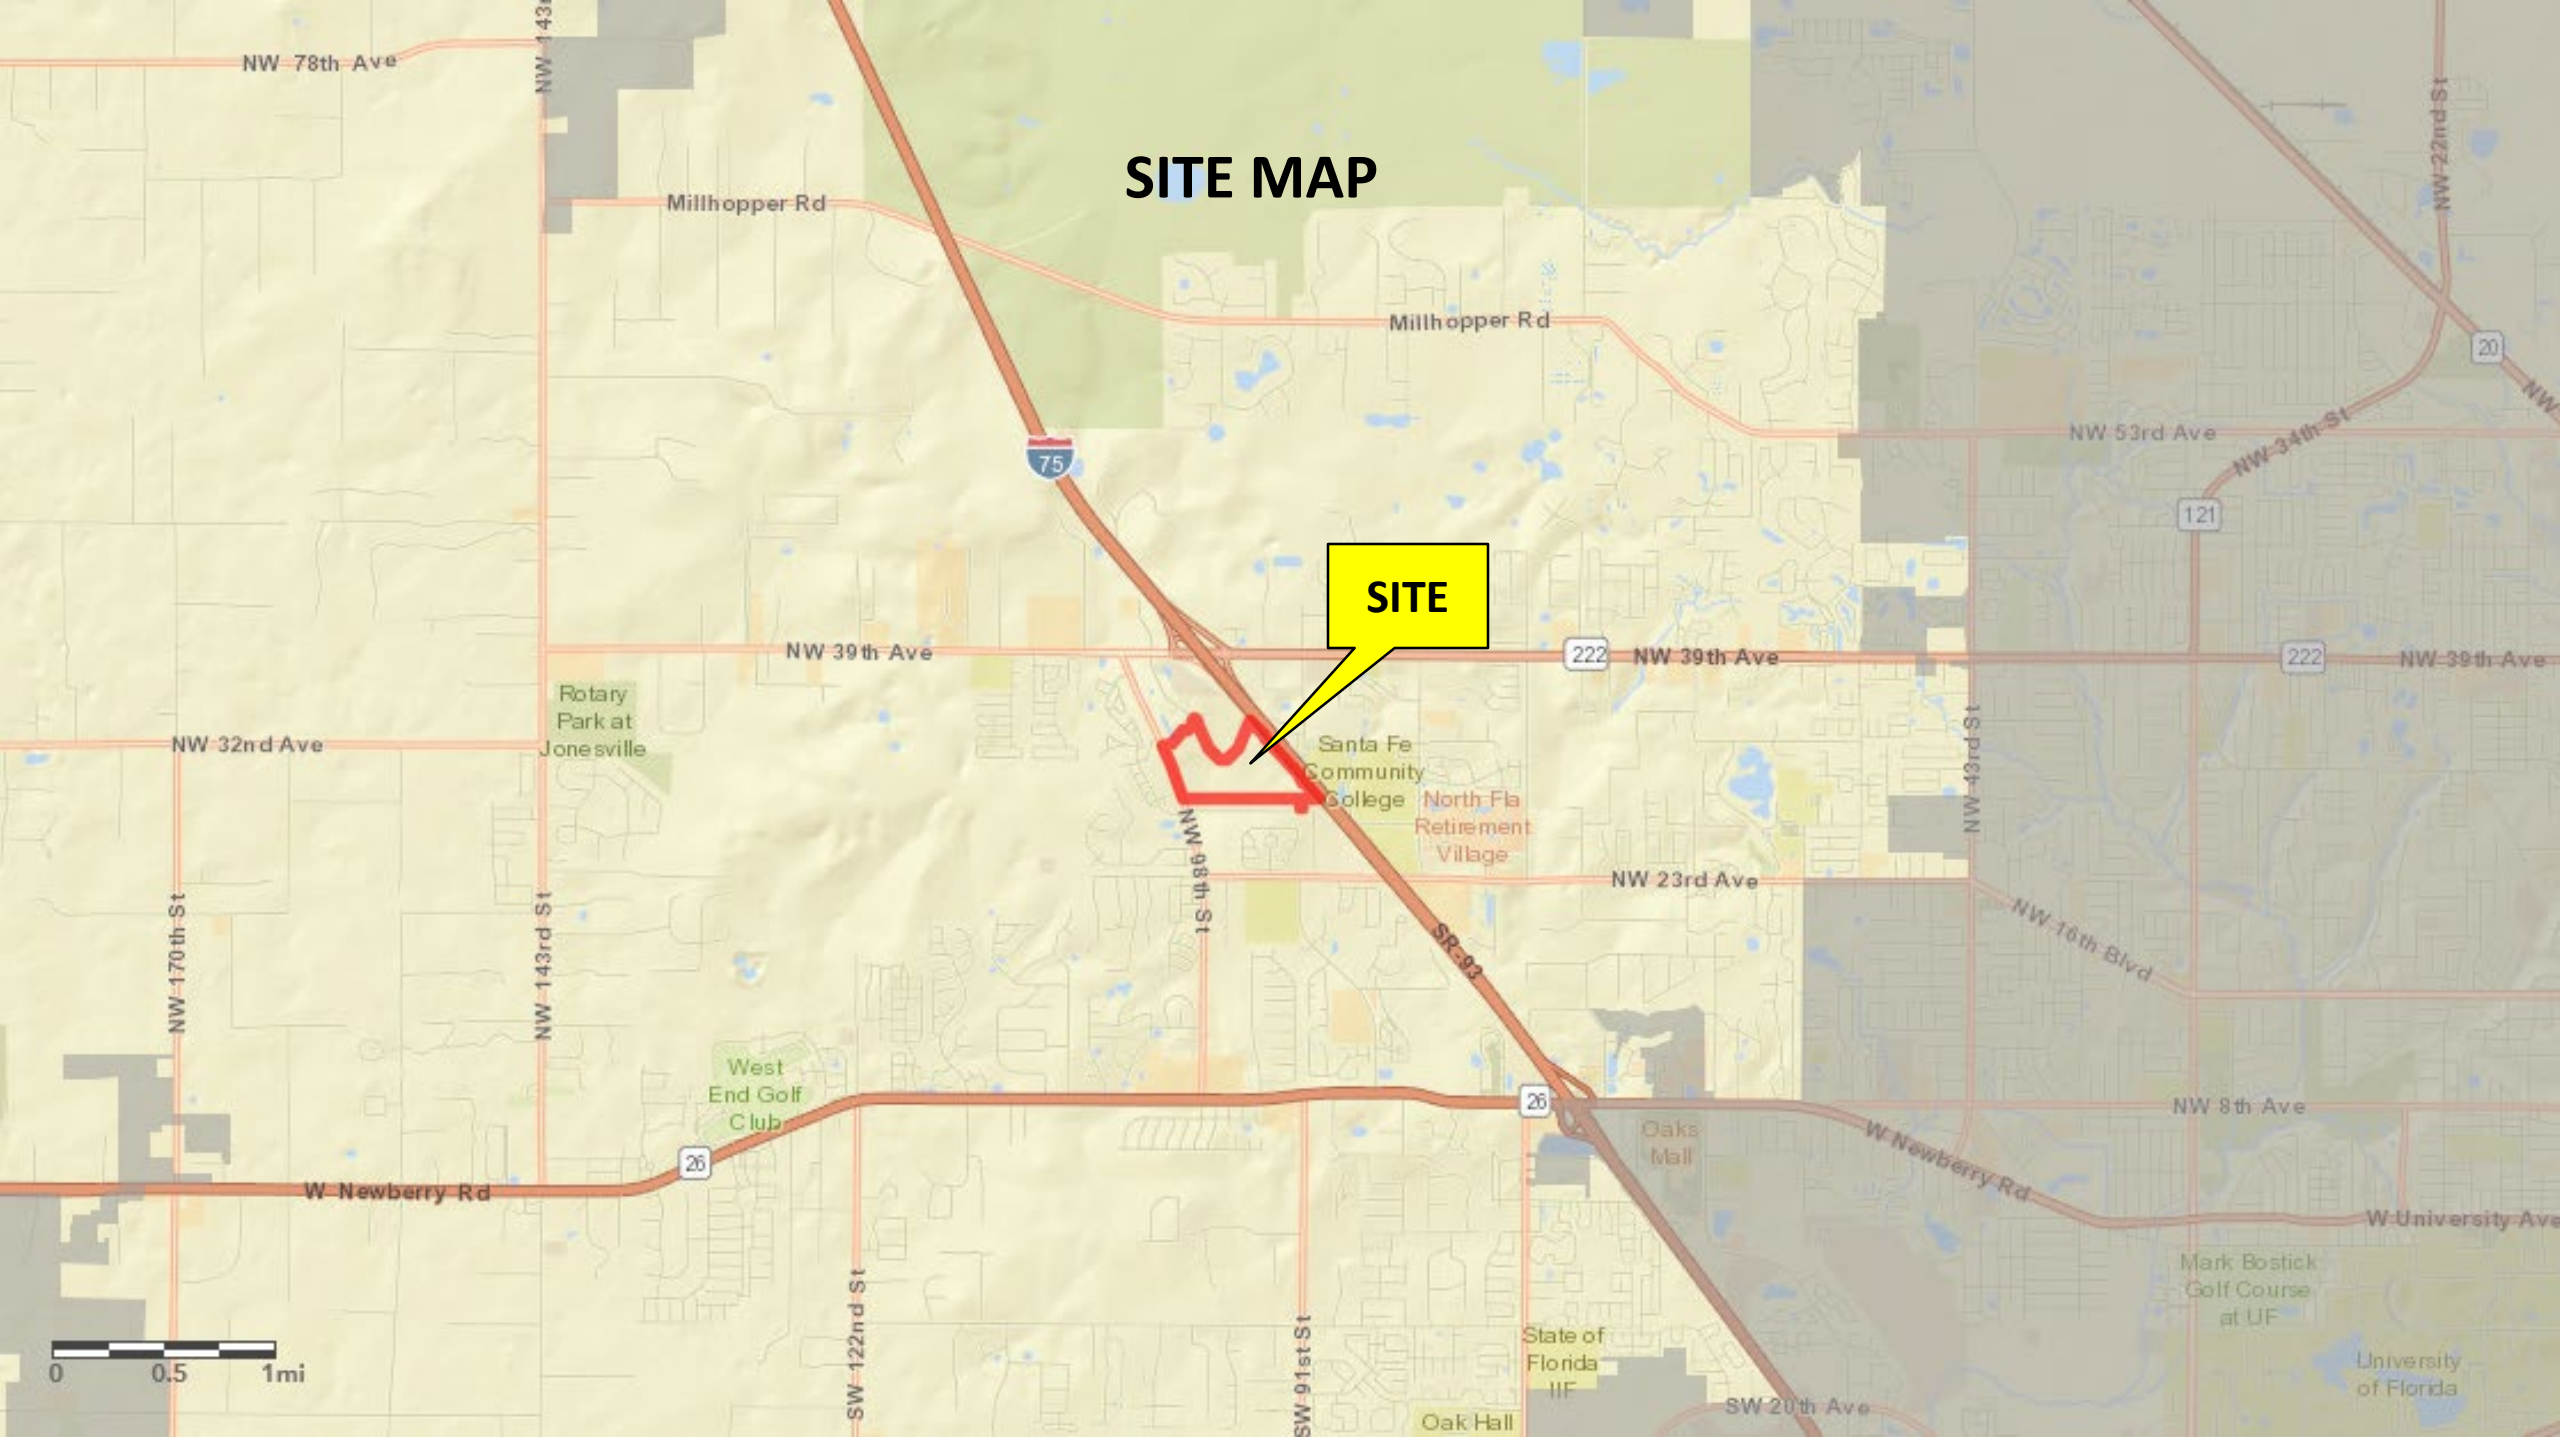 NW 143r
NW 78th Ave
NW 22nd St
SITE MAP
Millhopper Rd
Millhopper Rd
20
NW
NW 53rd Ave
NW 34th St
75
121
SITE
NW 39th Ave
222
NW 39th Ave
222
NW 39th Ave
Rotary
Park at
Jonesville
NW 32nd Ave
Santa Fe
Community
College
North Fla
Retirement
Village
NW 43rd St
NW 98th St
NW 23rd Ave
NW 16th Blvd
NW 170th St
NW 143rd St
SR-93
West
End Golf
Club
26
26
W Newberry Rd
Oaks
Mall
NW 8th Ave
W Newberry Rd
W University Ave
Mark Bostick
Golf Course
at UF
SW 122nd St
SW 91st St
State of
Florida
IIF
University
of Florida
0 0.5 1mi
SW 20th Ave
Oak Hall